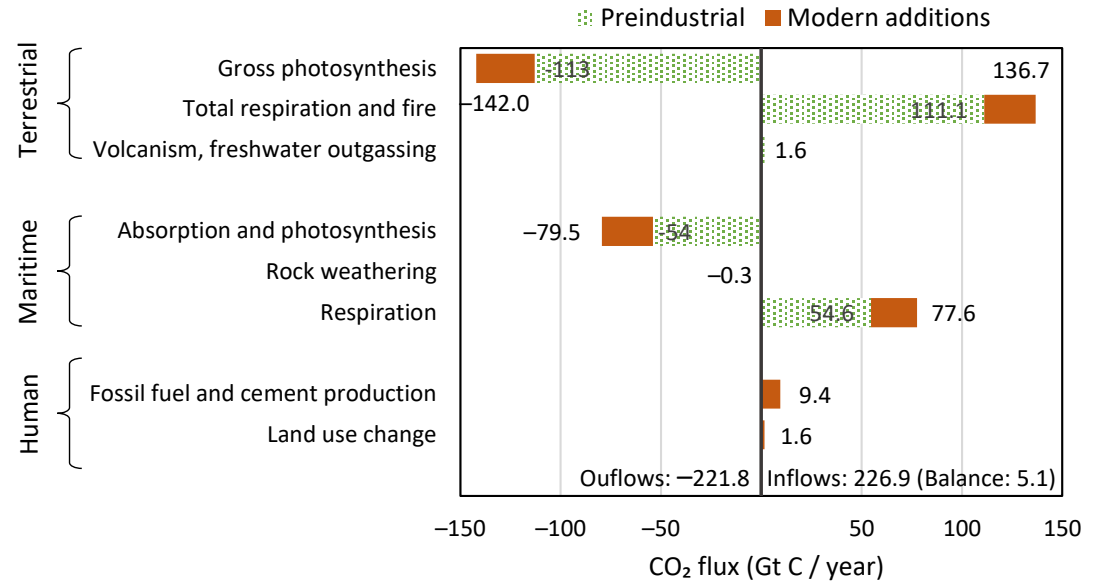 Preindustrial Modern additions
Terrestrial
Gross photosynthesis
-113
136.7
–142.0
Total respiration and fire
111.1
Volcanism, freshwater outgassing
1.6
Maritime
Absorption and photosynthesis
–79.5
-54
Rock weathering
–0.3
Respiration
54.6
77.6
Human
Fossil fuel and cement production
9.4
Land use change
1.6
Ouflows: –221.8
Inflows: 226.9 (Balance: 5.1)
–150 –100 –50 50 100 150
CO₂ flux (Gt C / year)